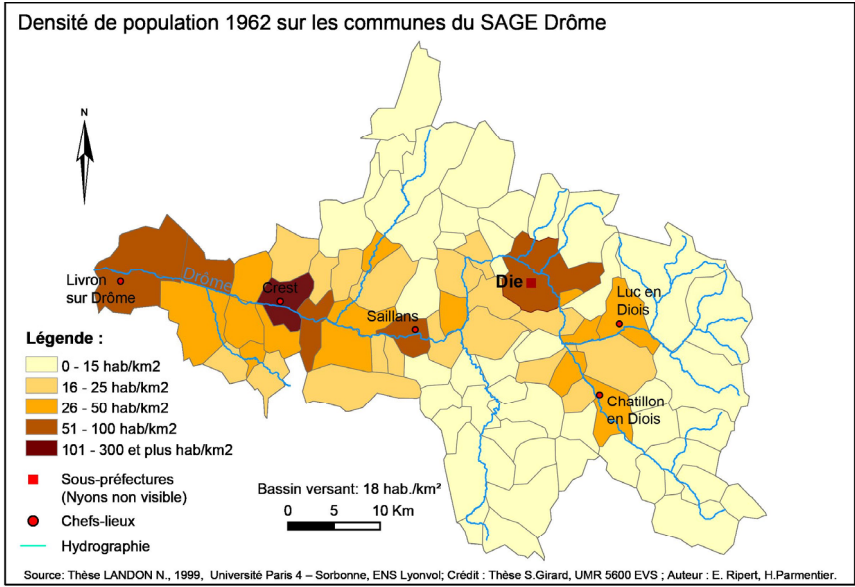 Densité de population 1962 sur les communes du SAGE Drôme
N
Drôme
Livron
sur Drôme
Crest
Saillans
Die
Luc en
Diois
Châtillon
en Diois
Légende :
0 - 15 hab/km2
16 - 25 hab/km2
26 - 50 hab/km2
51 - 100 hab/km2
101 - 300 et plus hab/km2
Sous-préfectures
(Nyons non visible)
Chefs-lieux
Hydrographie
Bassin versant: 18 hab./km²
0 5 10 Km
Source: Thèse LANDON N., 1999, Université Paris 4 – Sorbonne, ENS Lyonvol; Crédit : Thèse S.Girard, UMR 5600 EVS ; Auteur : E. Ripert, H.Parmentier.